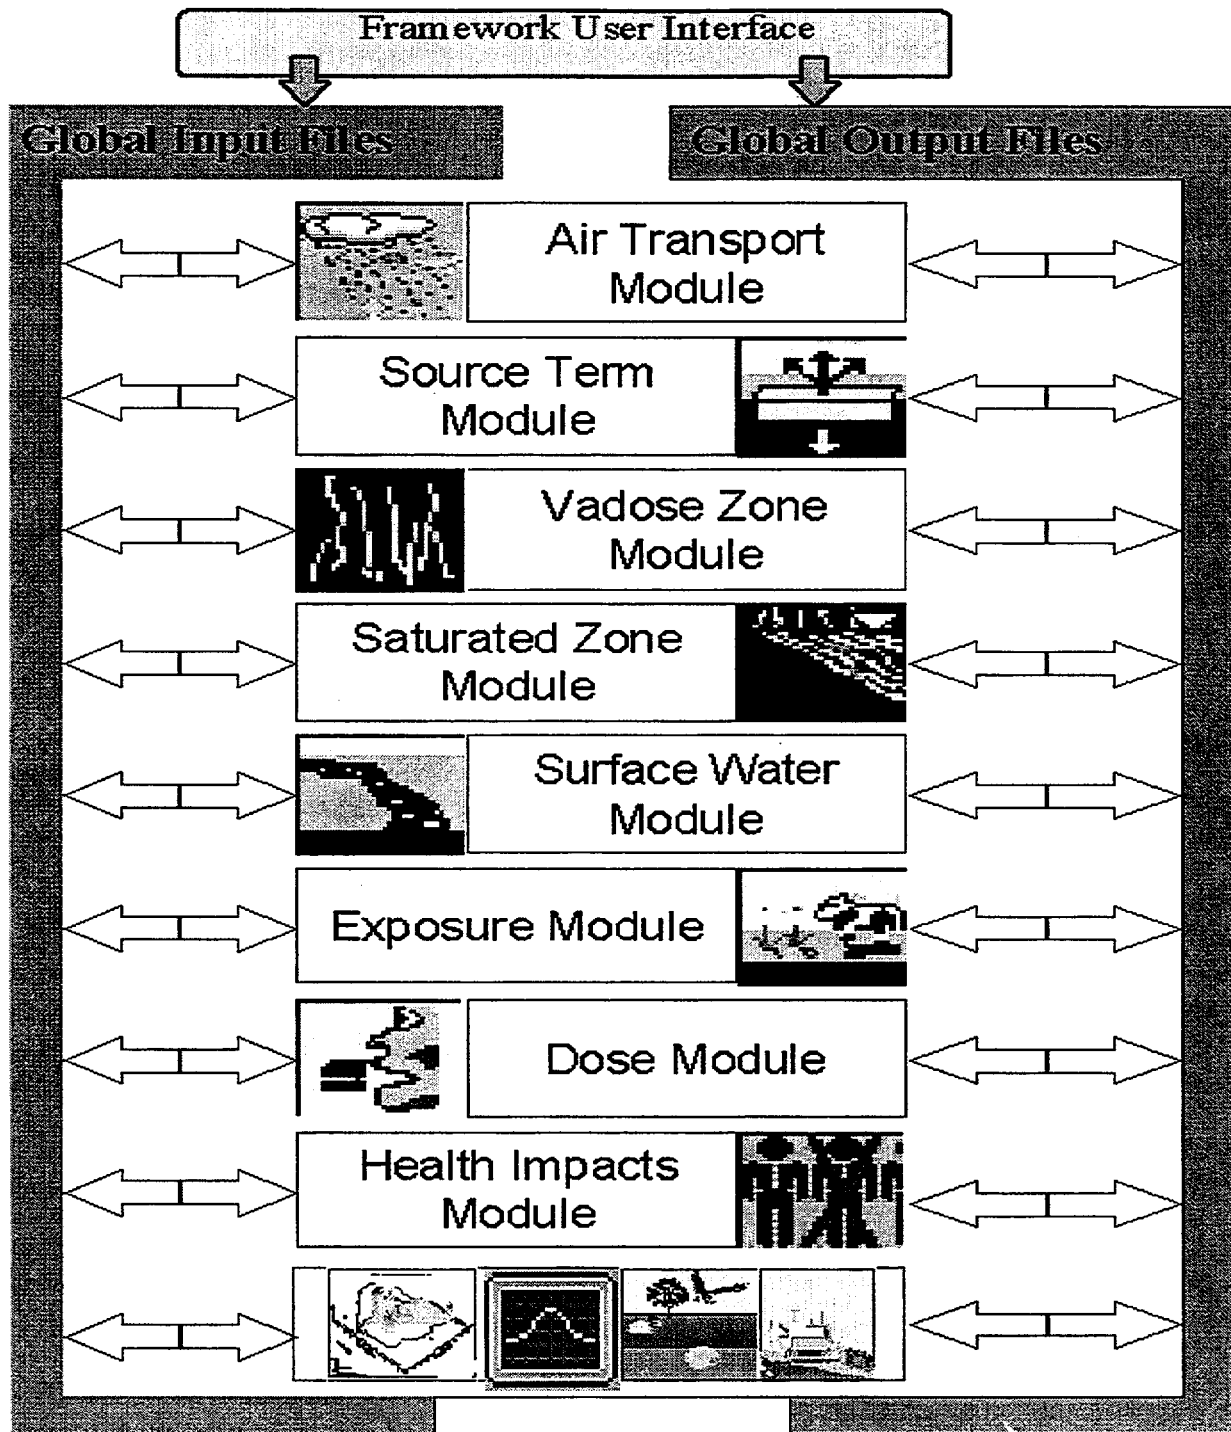 Framework User Interface
Global Input Files
Global Output Files
Air Transport
Module
Source Term
Module
Vadose Zone
Module
Saturated Zone
Module
Surface Water
Module
Exposure Module
Dose Module
Health Impacts
Module